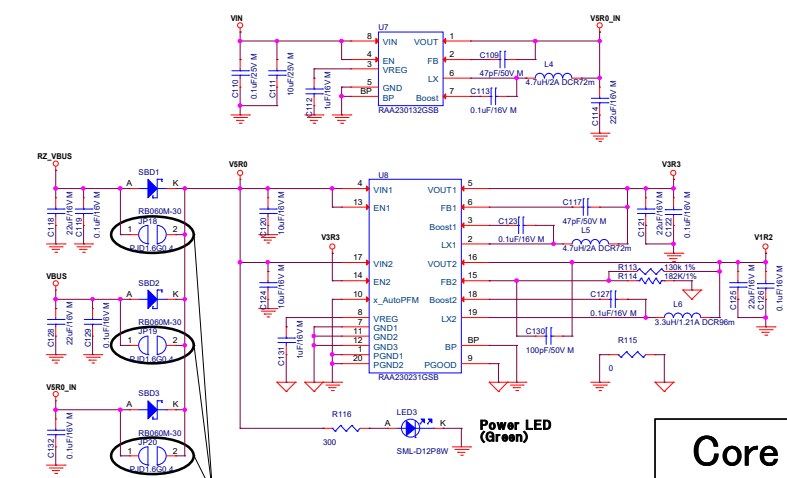 VIN
V5R0_IN
U7
8 VIN VOUT 1
4 EN FB 2
3 VREG
LX 6
5 GND
BP BP Boost 7
RAA230132GSB
C110
0.1uF/25V M
C111
10uF/25V M
C112
1uF/16V M
C109
47pF/50V M
L4
4.7uH/2A DCR72m
C113
0.1uF/16V M
C114
22uF/16V M
RZ_VBUS
SBD1
A K
RB060M-30
JP18
1 2
PJD1.6G0.4
C118
22uF/16V M
C119
0.1uF/16V M
VBUS
SBD2
A K
RB060M-30
JP19
1 2
PJD1.6G0.4
C128
22uF/16V M
C129
0.1uF/16V M
V5R0_IN
SBD3
A K
RB060M-30
JP20
1 2
PJD1.6G0.4
C132
0.1uF/16V M
V5R0
V3R3
C120
10uF/16V M
C124
10uF/16V M
C131
1uF/16V M
U8
4 VIN1 VOUT1 5
13 EN1 FB1 6
Boost1 3
LX1 2
17 VIN2 VOUT2 16
14 EN2 FB2 15
10 x_AutoPFM Boost2 18
8 VREG LX2 19
7 GND1
11 GND2
12 GND3 BP BP
1 PGND1
20 PGND2 PGOOD 9
RAA230231GSB
V3R3
C117
47pF/50V M
C123
0.1uF/16V M
L5
4.7uH/2A DCR72m
C121
22uF/16V M
C122
0.1uF/16V M
V1R2
R113 130k 1%
R114 182K/1%
C127
0.1uF/16V M
L6
3.3uH/1.21A DCR96m
C125
22uF/16V M
C126
0.1uF/16V M
C130
100pF/50V M
R115
0
R116
300
LED3
A K
SML-D12P8W
Power LED
(Green)
Core